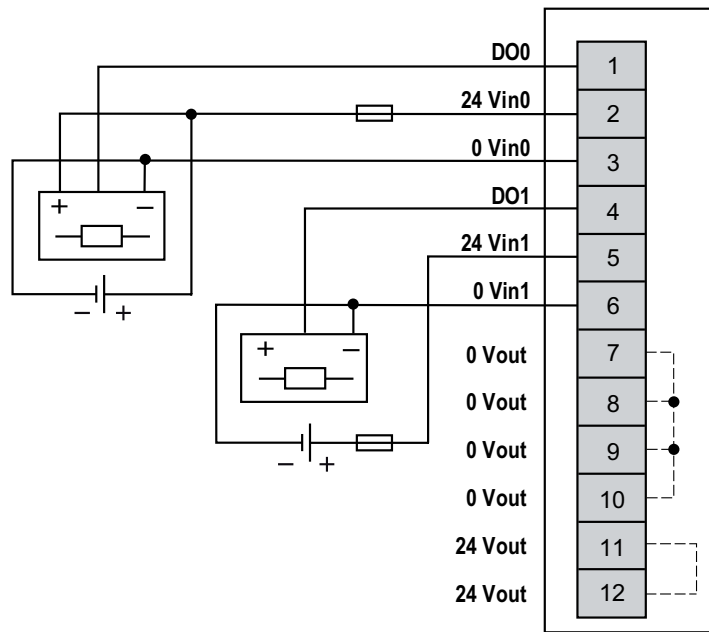 DO0 1
24 Vin0 2
0 Vin0 3
DO1 4
+ −
24 Vin1 5
− +
0 Vin1 6
+ −
0 Vout 7
0 Vout 8
0 Vout 9
− +
0 Vout 10
24 Vout 11
24 Vout 12